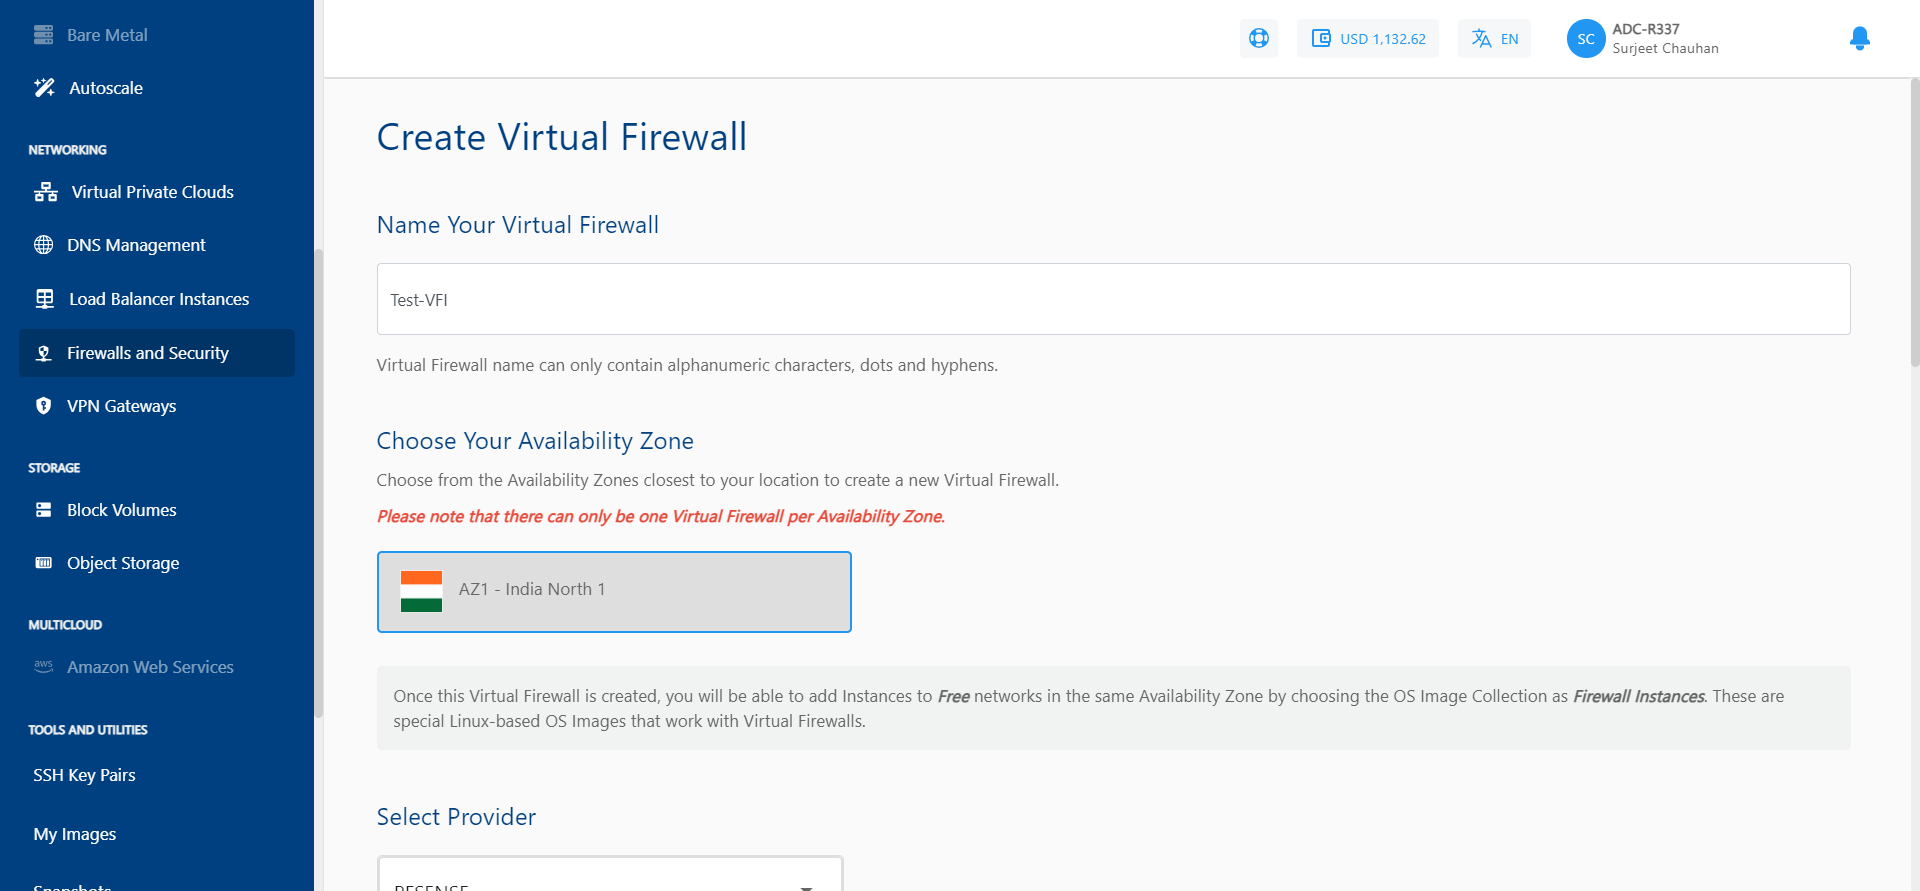 Bare Metal
Autoscale
NETWORKING
Virtual Private Clouds
DNS Management
Load Balancer Instances
Firewalls and Security
VPN Gateways
STORAGE
Block Volumes
Object Storage
MULTICLOUD
aws Amazon Web Services
TOOLS AND UTILITIES
SSH Key Pairs
My Images
Snapshots
USD 1,132.62
EN
SC
ADC-R337
Surjeet Chauhan
Create Virtual Firewall
Name Your Virtual Firewall
Test-VFI
Virtual Firewall name can only contain alphanumeric characters, dots and hyphens.
Choose Your Availability Zone
Choose from the Availability Zones closest to your location to create a new Virtual Firewall.
Please note that there can only be one Virtual Firewall per Availability Zone.
AZ1 - India North 1
Once this Virtual Firewall is created, you will be able to add Instances to Free networks in the same Availability Zone by choosing the OS Image Collection as Firewall Instances. These are
special Linux-based OS Images that work with Virtual Firewalls.
Select Provider